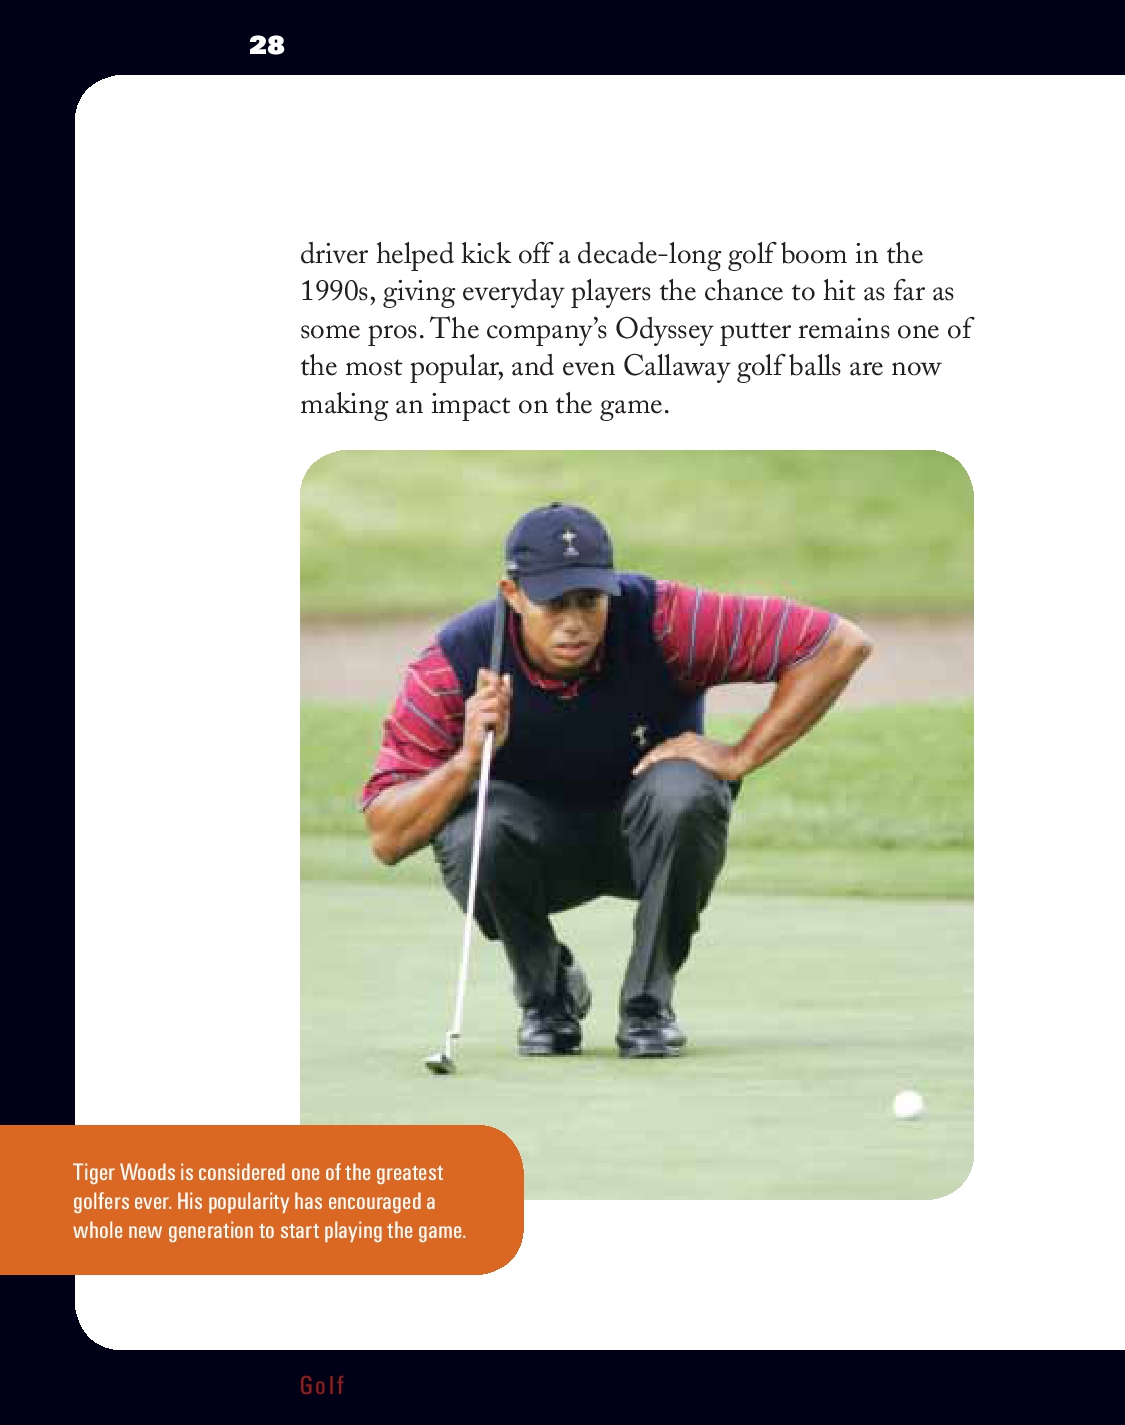 28
driver helped kick off a decade-long golf boom in the
1990s, giving everyday players the chance to hit as far as
some pros. The company’s Odyssey putter remains one of
the most popular, and even Callaway golf balls are now
making an impact on the game.
Tiger Woods is considered one of the greatest
golfers ever. His popularity has encouraged a
whole new generation to start playing the game.
Golf